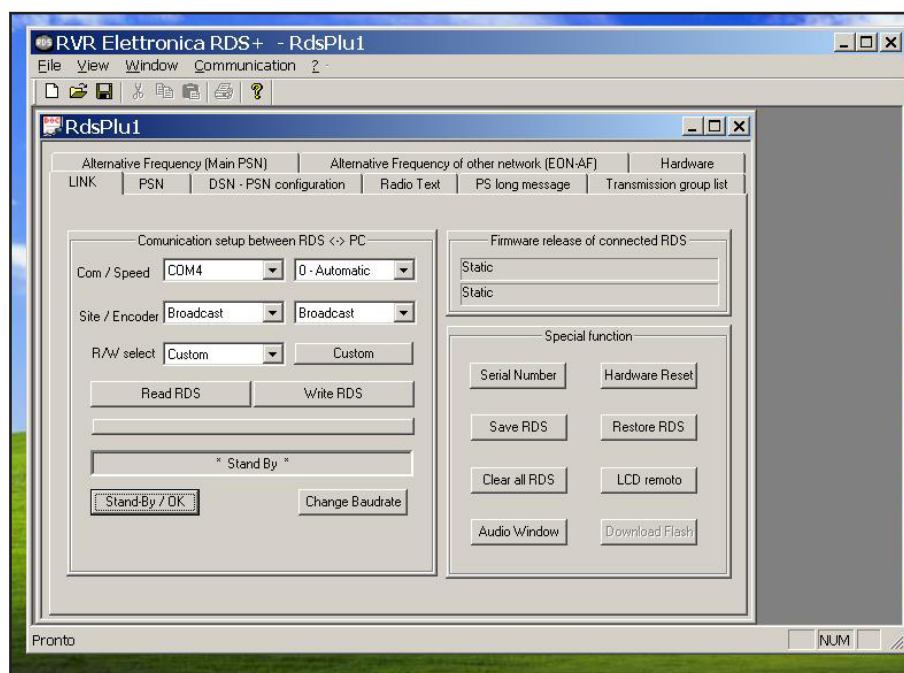 RVR Elettronica RDS+ - RdsPlu1
File View Window Communication ?
RdsPlu1
Alternative Frequency (Main PSN) Alternative Frequency of other network (EON-AF) Hardware
LINK PSN DSN - PSN configuration Radio Text PS long message Transmission group list
Comunication setup between RDS <-> PC
Com / Speed COM4 0 - Automatic
Site / Encoder Broadcast Broadcast
R/W select Custom Custom
Read RDS Write RDS
* Stand By *
Stand-By / OK Change Baudrate
Firmware release of connected RDS
Static
Static
Special function
Serial Number Hardware Reset
Save RDS Restore RDS
Clear all RDS LCD remoto
Audio Window Download Flash
Pronto NUM